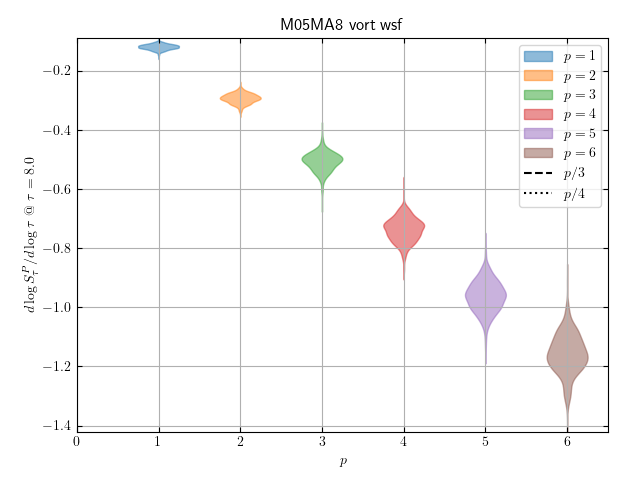 M05MA8 vort wsf
d log S_τ^P / d log τ @ τ = 8.0
−0.2
−0.4
−0.6
−0.8
−1.0
−1.2
−1.4
0
1
2
3
4
5
6
p
p = 1
p = 2
p = 3
p = 4
p = 5
p = 6
p/3
p/4